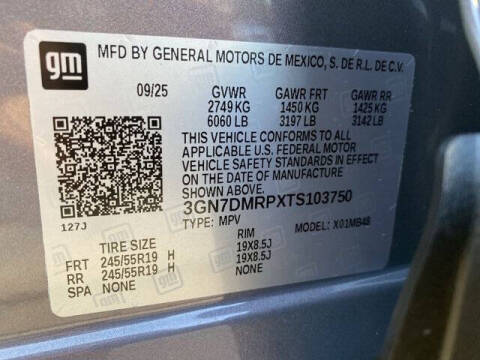 gm
MFD BY GENERAL MOTORS DE MEXICO, S. DE R.L. DE C.V.
09/25 GVWR GAWR FRT GAWR RR
2749 KG 1450 KG 1425 KG
6060 LB 3197 LB 3142 LB
THIS VEHICLE CONFORMS TO ALL
APPLICABLE U.S. FEDERAL MOTOR
VEHICLE SAFETY STANDARDS IN EFFECT
ON THE DATE OF MANUFACTURE
SHOWN ABOVE.
3GN7DMRPXTS103750
127J TYPE: MPV MODEL: X01MB48
TIRE SIZE RIM
FRT 245/55R19 H 19X8.5J
RR 245/55R19 H 19X8.5J
SPA NONE NONE